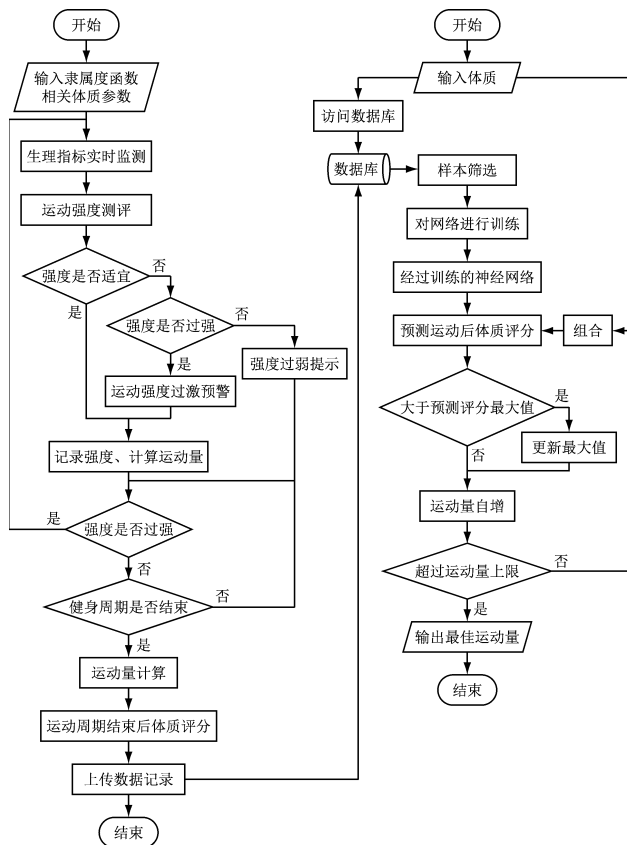 开始
输入隶属度函数
相关体质参数
生理指标实时监测
运动强度测评
强度是否适宜
否
是
强度是否过强
否
是
强度过弱提示
运动强度过激预警
记录强度、计算运动量
强度是否过强
是
否
健身周期是否结束
否
是
运动量计算
运动周期结束后体质评分
上传数据记录
结束
开始
输入体质
访问数据库
数据库
样本筛选
对网络进行训练
经过训练的神经网络
预测运动后体质评分
组合
大于预测评分最大值
是
否
更新最大值
运动量自增
超过运动量上限
否
是
输出最佳运动量
结束